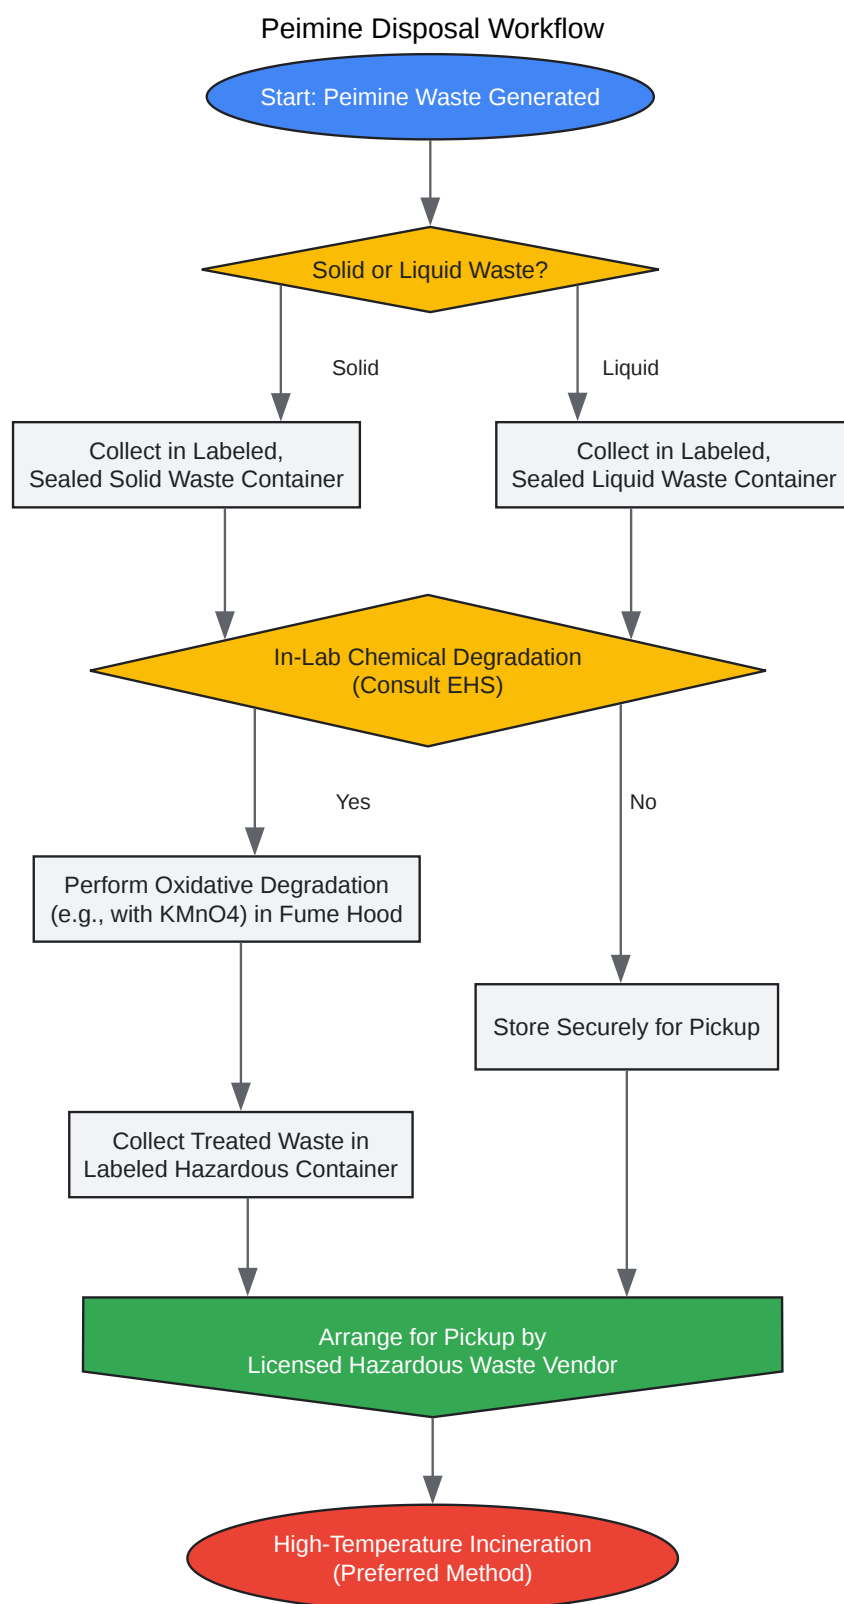 Peimine Disposal Workflow
Start: Peimine Waste Generated
Solid or Liquid Waste?
Solid
Liquid
Collect in Labeled,
Sealed Solid Waste Container
Collect in Labeled,
Sealed Liquid Waste Container
In-Lab Chemical Degradation
(Consult EHS)
Yes
No
Perform Oxidative Degradation
(e.g., with KMnO4) in Fume Hood
Store Securely for Pickup
Collect Treated Waste in
Labeled Hazardous Container
Arrange for Pickup by
Licensed Hazardous Waste Vendor
High-Temperature Incineration
(Preferred Method)